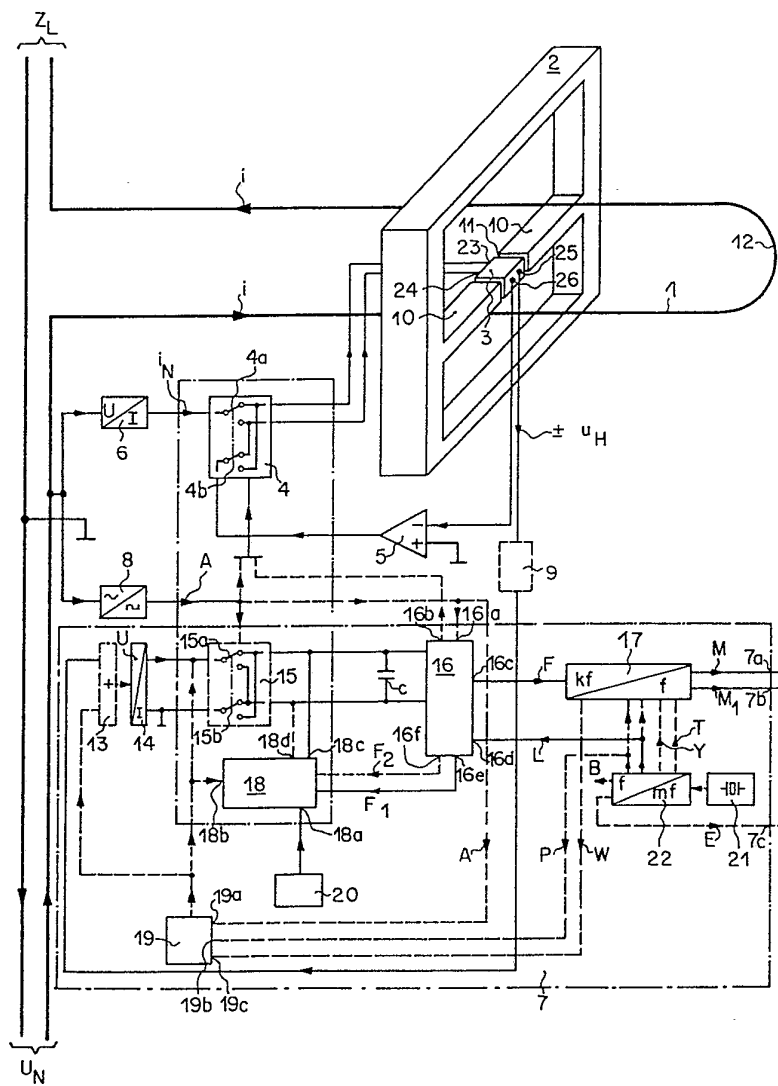 Z_L
2
i
11
10
23
25
12
24
26
i
10
3
1
i_N
4a
U
I
6
± u_H
4b
4
−
+
5
8
A
9
16b
16a
U
15a
16
16c
F
17
M
7a
kf
f
+
15
c
M_1
7b
I
13
14
15b
16f
16d
T
18c
L
Y
18d
16e
F_2
B
f
18
F_1
mf
18b
18a
P
W
E
7c
22
21
A
20
19a
19
19b
19c
7
U_N